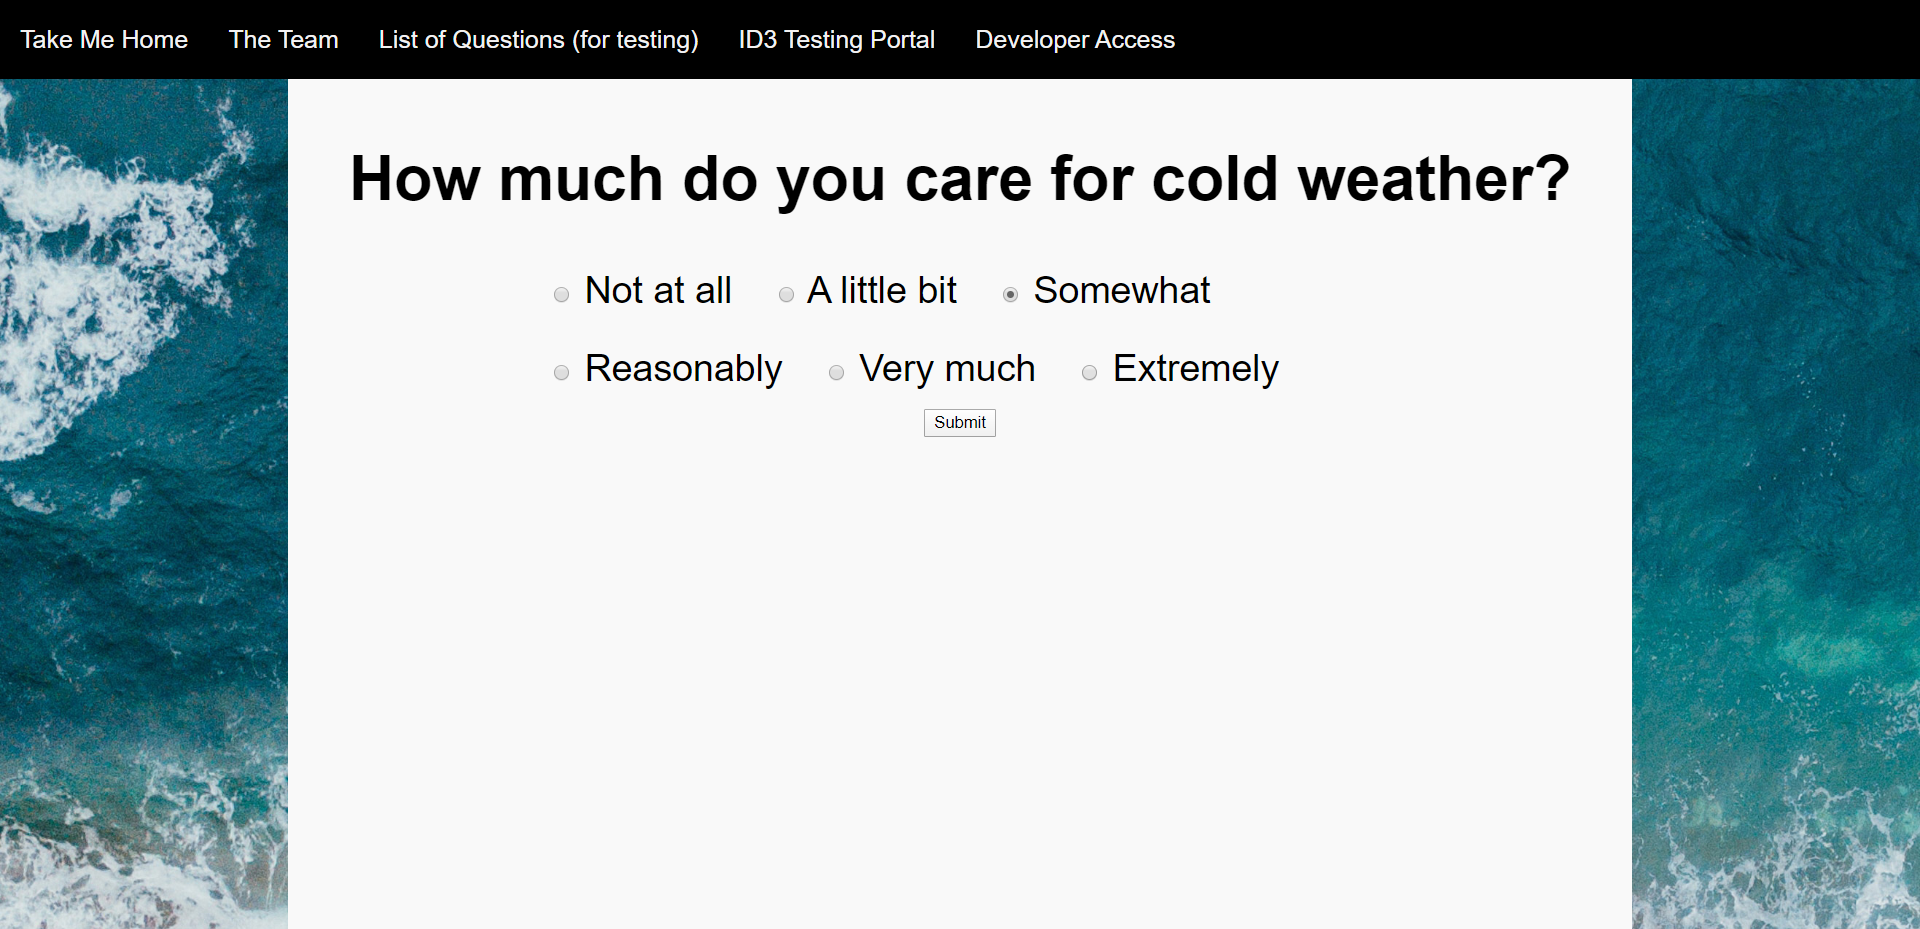 Take Me Home The Team List of Questions (for testing) ID3 Testing Portal Developer Access
How much do you care for cold weather?
Not at all A little bit Somewhat
Reasonably Very much Extremely
Submit